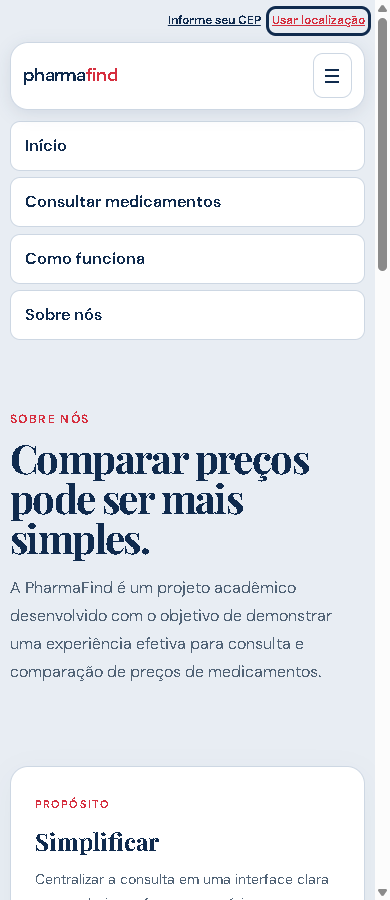 Informe seu CEP Usar localização
pharmafind
Início
Consultar medicamentos
Como funciona
Sobre nós
SOBRE NÓS
Comparar preços
pode ser mais
simples.
A PharmaFind é um projeto acadêmico
desenvolvido com o objetivo de demonstrar
uma experiência efetiva para consulta e
comparação de preços de medicamentos.
PROPÓSITO
Simplificar
Centralizar a consulta em uma interface clara